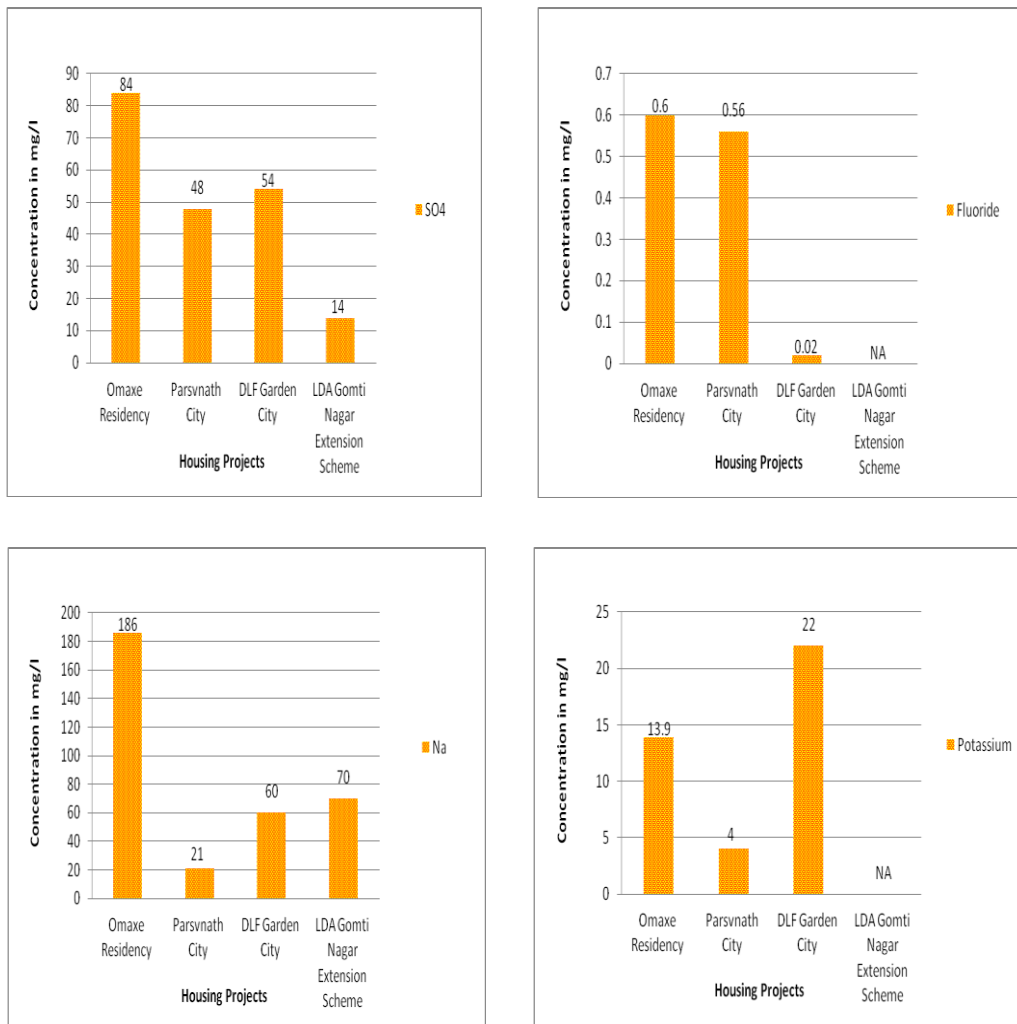 Concentration in mg/l
90
80
70
60
50
40
30
20
10
0
84
48
54
14
Omaxe
Residency
Parsvnath
City
DLF Garden
City
LDA Gomti
Nagar
Extension
Scheme
Housing Projects
SO4
Concentration in mg/l
0.7
0.6
0.5
0.4
0.3
0.2
0.1
0
0.6
0.56
0.02
NA
Omaxe
Residency
Parsvnath
City
DLF Garden
City
LDA Gomti
Nagar
Extension
Scheme
Housing Projects
Fluoride
Concentration in mg/l
200
180
160
140
120
100
80
60
40
20
0
186
21
60
70
Omaxe
Residency
Parsvnath
City
DLF Garden
City
LDA Gomti
Nagar
Extension
Scheme
Housing Projects
Na
Concentration in mg/l
25
20
15
10
5
0
13.9
4
22
NA
Omaxe
Residency
Parsvnath
City
DLF Garden
City
LDA Gomti
Nagar
Extension
Scheme
Housing Projects
Potassium